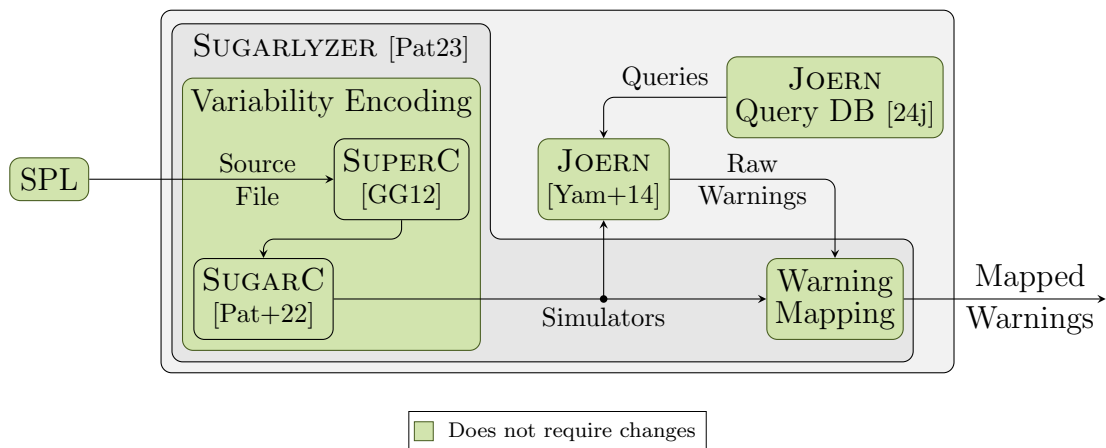 SUGARLYZER [Pat23]
Variability Encoding
SPL
Source
File
SUPERC
[GG12]
SUGARC
[Pat+22]
Queries
JOERN
Query DB [24j]
JOERN
[Yam+14]
Raw
Warnings
Simulators
Warning
Mapping
Mapped
Warnings
Does not require changes